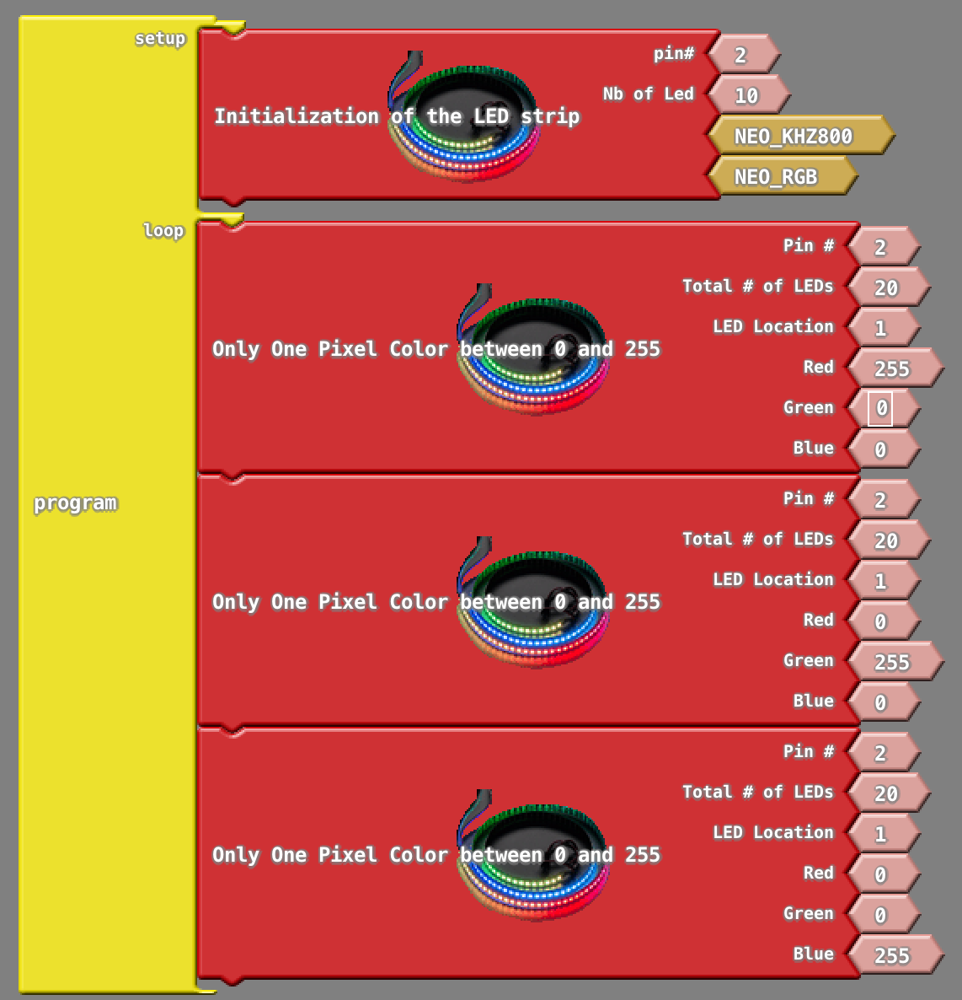 setup
pin# 2
Nb of Led 10
Initialization of the LED strip
NEO_KHZ800
NEO_RGB
loop
Pin # 2
Total # of LEDs 20
LED Location 1
Only One Pixel Color between 0 and 255
Red 255
Green 0
Blue 0
program
Pin # 2
Total # of LEDs 20
LED Location 1
Only One Pixel Color between 0 and 255
Red 0
Green 255
Blue 0
Pin # 2
Total # of LEDs 20
LED Location 1
Only One Pixel Color between 0 and 255
Red 0
Green 0
Blue 255